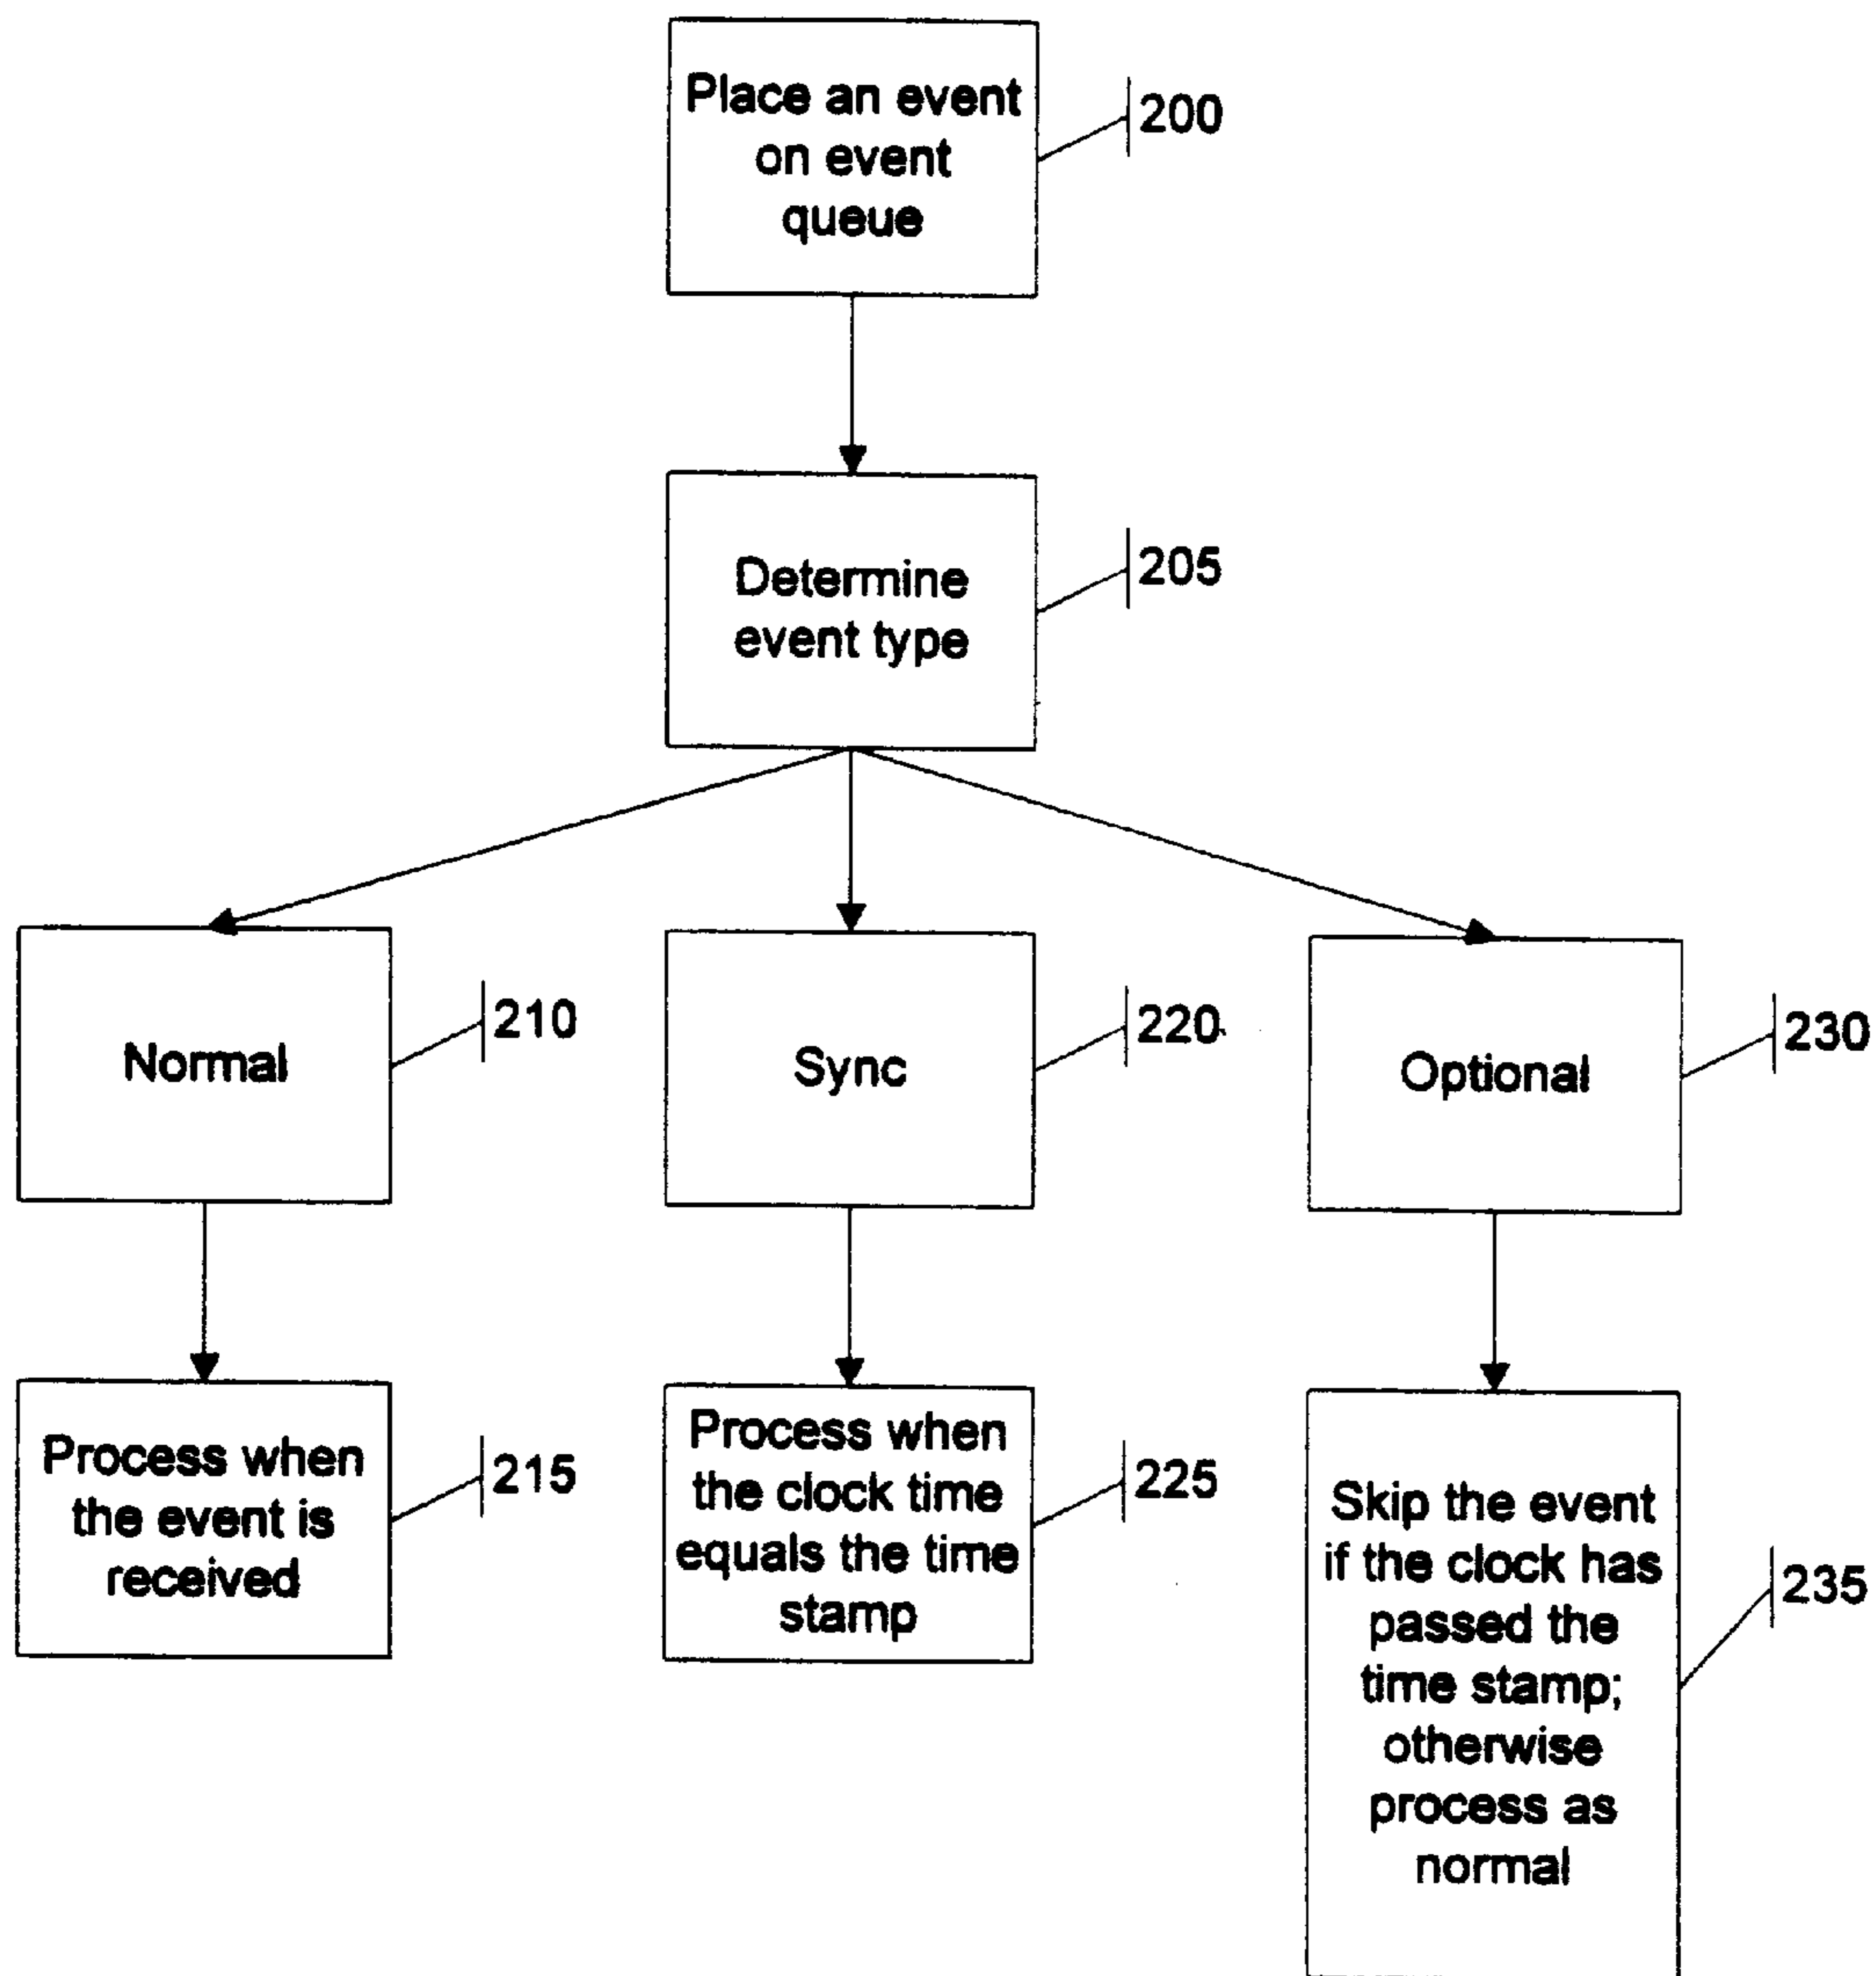 Place an event
on event
queue
200
Determine
event type
205
Normal
210
Sync
220
Optional
230
Process when
the event is
received
215
Process when
the clock time
equals the time
stamp
225
Skip the event
if the clock has
passed the
time stamp;
otherwise
process as
normal
235